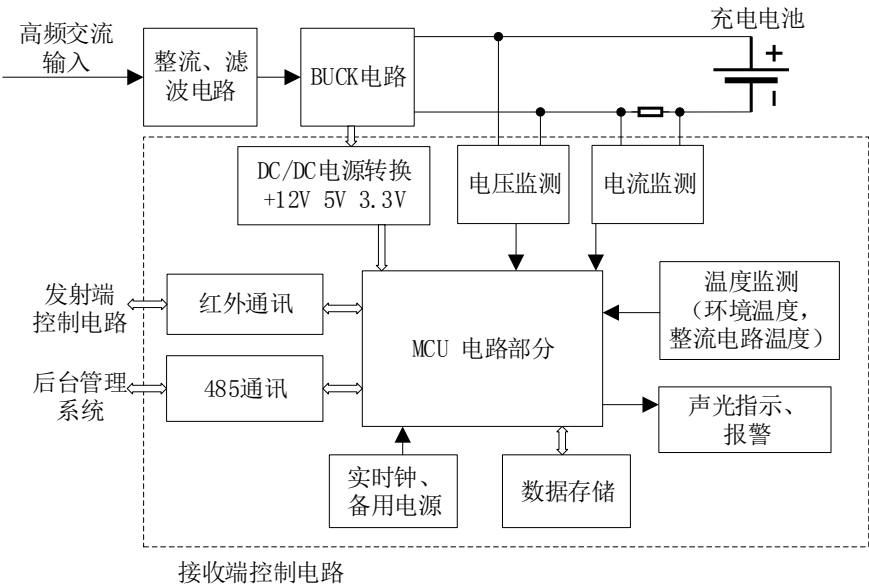 充电电池
高频交流
输入
整流、滤
波电路
BUCK电路
+
DC/DC电源转换
+12V 5V 3.3V
电压监测
电流监测
发射端
控制电路
红外通讯
MCU 电路部分
温度监测
（环境温度，
整流电路温度）
后台管理
系统
485通讯
声光指示、
报警
实时钟、
备用电源
数据存储
接收端控制电路